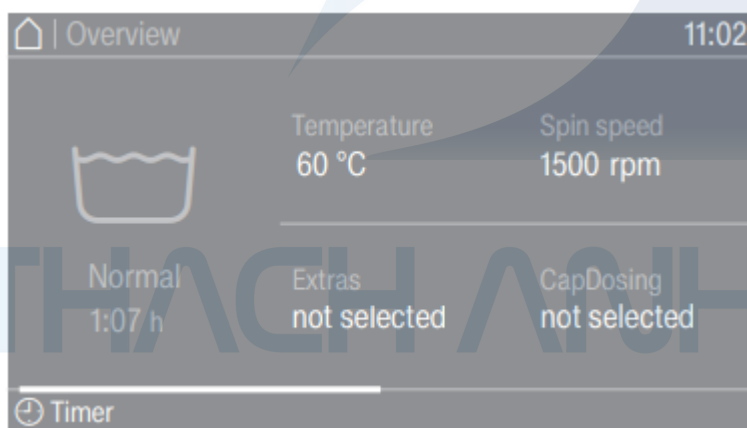 Overview 11:02
Temperature Spin speed
60 °C 1500 rpm
Normal
1:07 h
Extras CapDosing
not selected not selected
Timer
THACH ANH